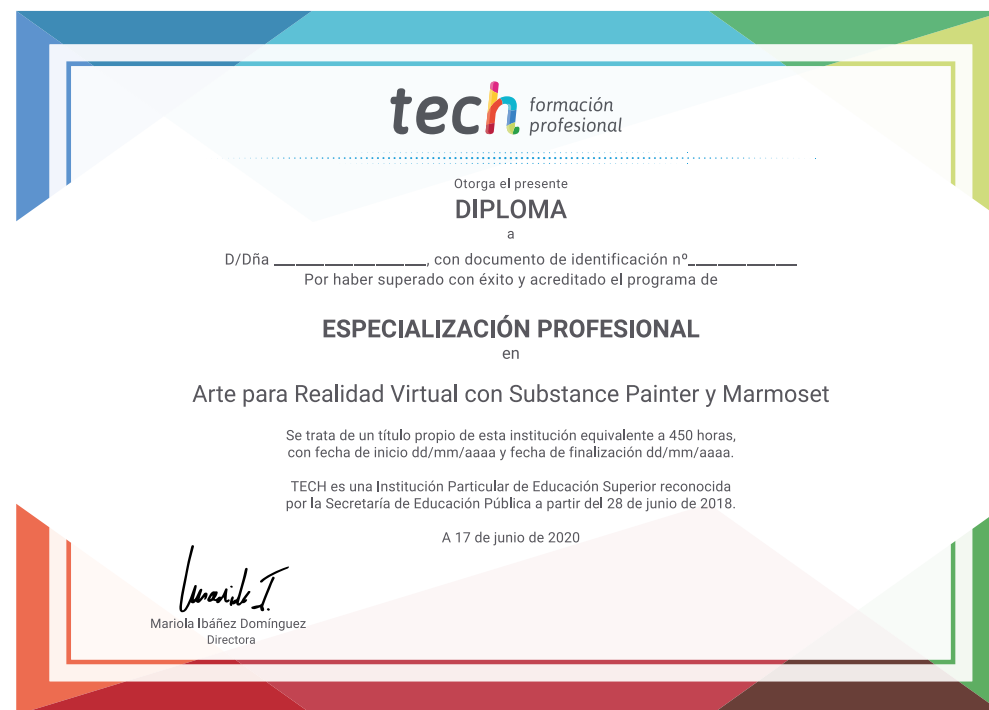 tech formación
profesional
Otorga el presente
DIPLOMA
a
D/Dña ______________, con documento de identificación nº__________
Por haber superado con éxito y acreditado el programa de
ESPECIALIZACIÓN PROFESIONAL
en
Arte para Realidad Virtual con Substance Painter y Marmoset
Se trata de un título propio de esta institución equivalente a 450 horas,
con fecha de inicio dd/mm/aaaa y fecha de finalización dd/mm/aaaa.
TECH es una Institución Particular de Educación Superior reconocida
por la Secretaría de Educación Pública a partir del 28 de junio de 2018.
A 17 de junio de 2020
Mariola Ibáñez Domínguez
Directora